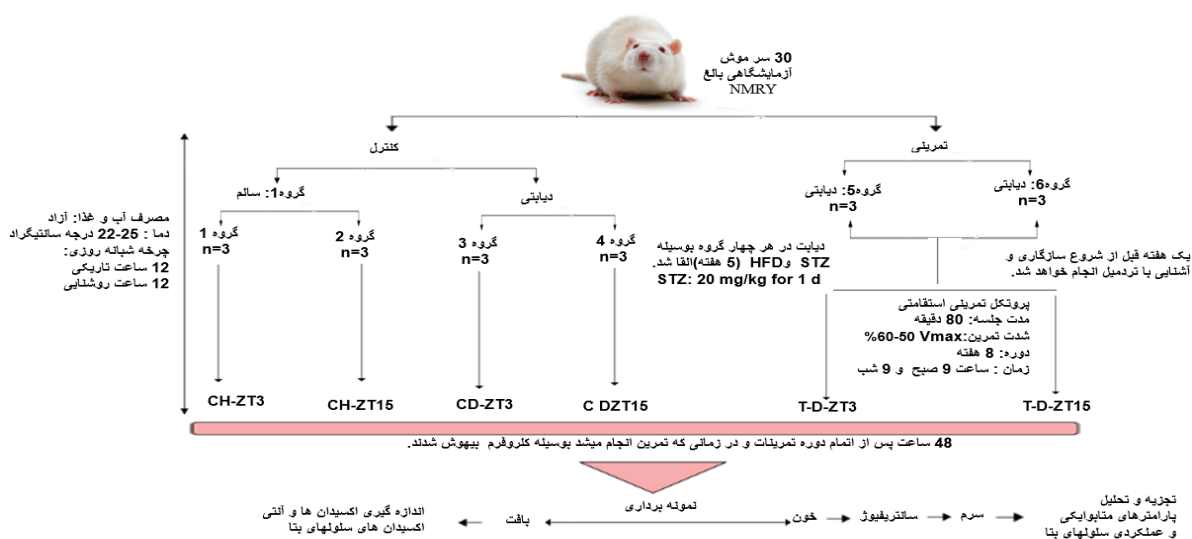 30 سر موش
آزمایشگاهی بالغ
NMRY
کنترل
تمرینی
گروه1: سالم
دیابتی
گروه5: دیابتی
n=3
گروه6: دیابتی
n=3
گروه 1
n=3
گروه 2
n=3
گروه 3
n=3
گروه 4
n=3
مصرف آب و غذا: آزاد
دما : 25-22 درجه سانتیگراد
چرخه شبانه روزی:
12 ساعت تاریکی
12 ساعت روشنایی
دیابت در هر چهار گروه بوسیله
STZ وHFD (5 هفته)القا شد.
STZ: 20 mg/kg for 1 d
یک هفته قبل از شروع سازگاری و
آشنایی با تردمیل انجام خواهد شد.
پروتکل تمرینی استقامتی
مدت جلسه: 80 دقیقه
شدت تمرین:Vmax 50-60%
دوره: 8 هفته
زمان : ساعت 9 صبح و 9 شب
CH-ZT3
CH-ZT15
CD-ZT3
C DZT15
T-D-ZT3
T-D-ZT15
48 ساعت پس از اتمام دوره تمرینات و در زمانی که تمرین انجام میشد بوسیله کلروفرم بیهوش شدند.
نمونه برداری
تجزیه و تحلیل
پارامترهای متابوایکی
و عملکردی سلولهای بتا
سرم
سانتریفیوژ
خون
بافت
اندازه گیری اکسیدان ها و آنتی
اکسیدان های سلولهای بتا